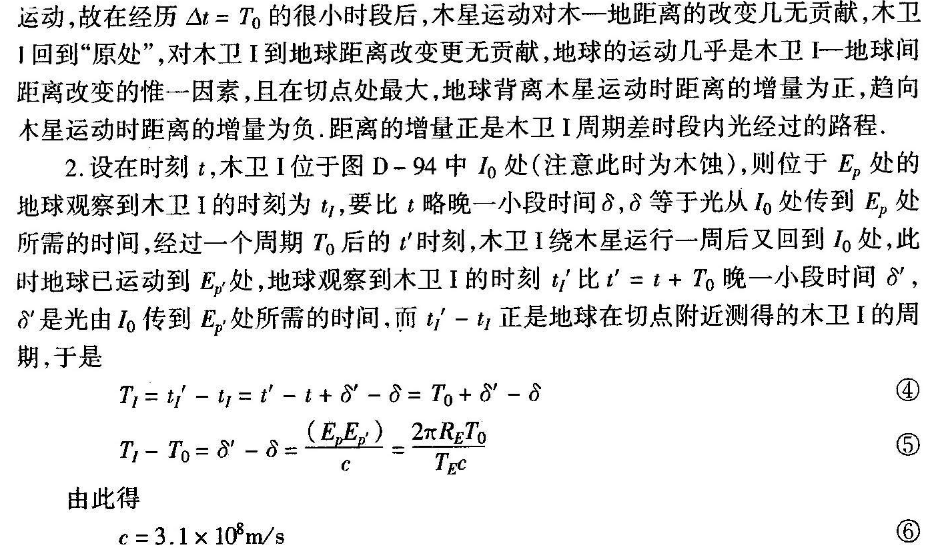 运动,故在经历 Δt = T₀ 的很小时段后,木星运动对木一地距离的改变几无贡献,木卫
I回到“原处”,对木卫 I 到地球距离改变更无贡献,地球的运动几乎是木卫 I—地球间
距离改变的惟一因素,且在切点处最大,地球背离木星运动时距离的增量为正,趋向
木星运动时距离的增量为负.距离的增量正是木卫 I 周期差时段内光经过的路程.
2.设在时刻 t,木卫 I 位于图 D-94 中 I₀ 处(注意此时为木蚀),则位于 Eₚ 处的
地球观察到木卫 I 的时刻为 t_I,要比 t 略晚一小段时间 δ,δ 等于光从 I₀ 处传到 Eₚ 处
所需的时间,经过一个周期 T₀ 后的 t′时刻,木卫 I 绕木星运行一周后又回到 I₀ 处,此
时地球已运动到 E_p′处,地球观察到木卫 I 的时刻 t_I′ 比 t′ = t + T₀ 晚一小段时间 δ′,
δ′是光由 I₀ 传到 E_p′处所需的时间,而 t_I′ - t_I 正是地球在切点附近测得的木卫 I 的周
期,于是
T_I = t_I′ - t_I = t′ - t + δ′ - δ = T₀ + δ′ - δ ④
T_I - T₀ = δ′ - δ = (E_pE_p′)/c = 2πR_ET₀/T_Ec ⑤
由此得
c = 3.1 × 10⁸m/s ⑥